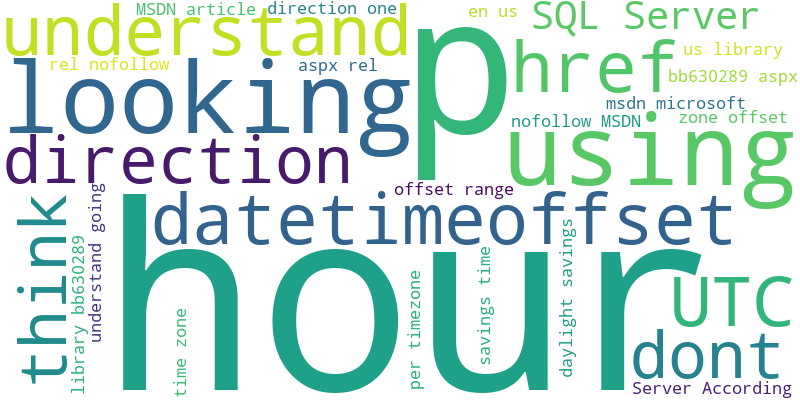 MSDN article
direction one
en us
SQL Server
understand
us library
rel nofollow
aspx rel
looking
p
href
bb630289 aspx
msdn microsoft
nofollow MSDN
zone offset
using
direction
offset range
datetimeoffset
think
understand going
library bb630289
time zone
hour
per timezone
savings time
daylight savings
UTC
dont
Server According